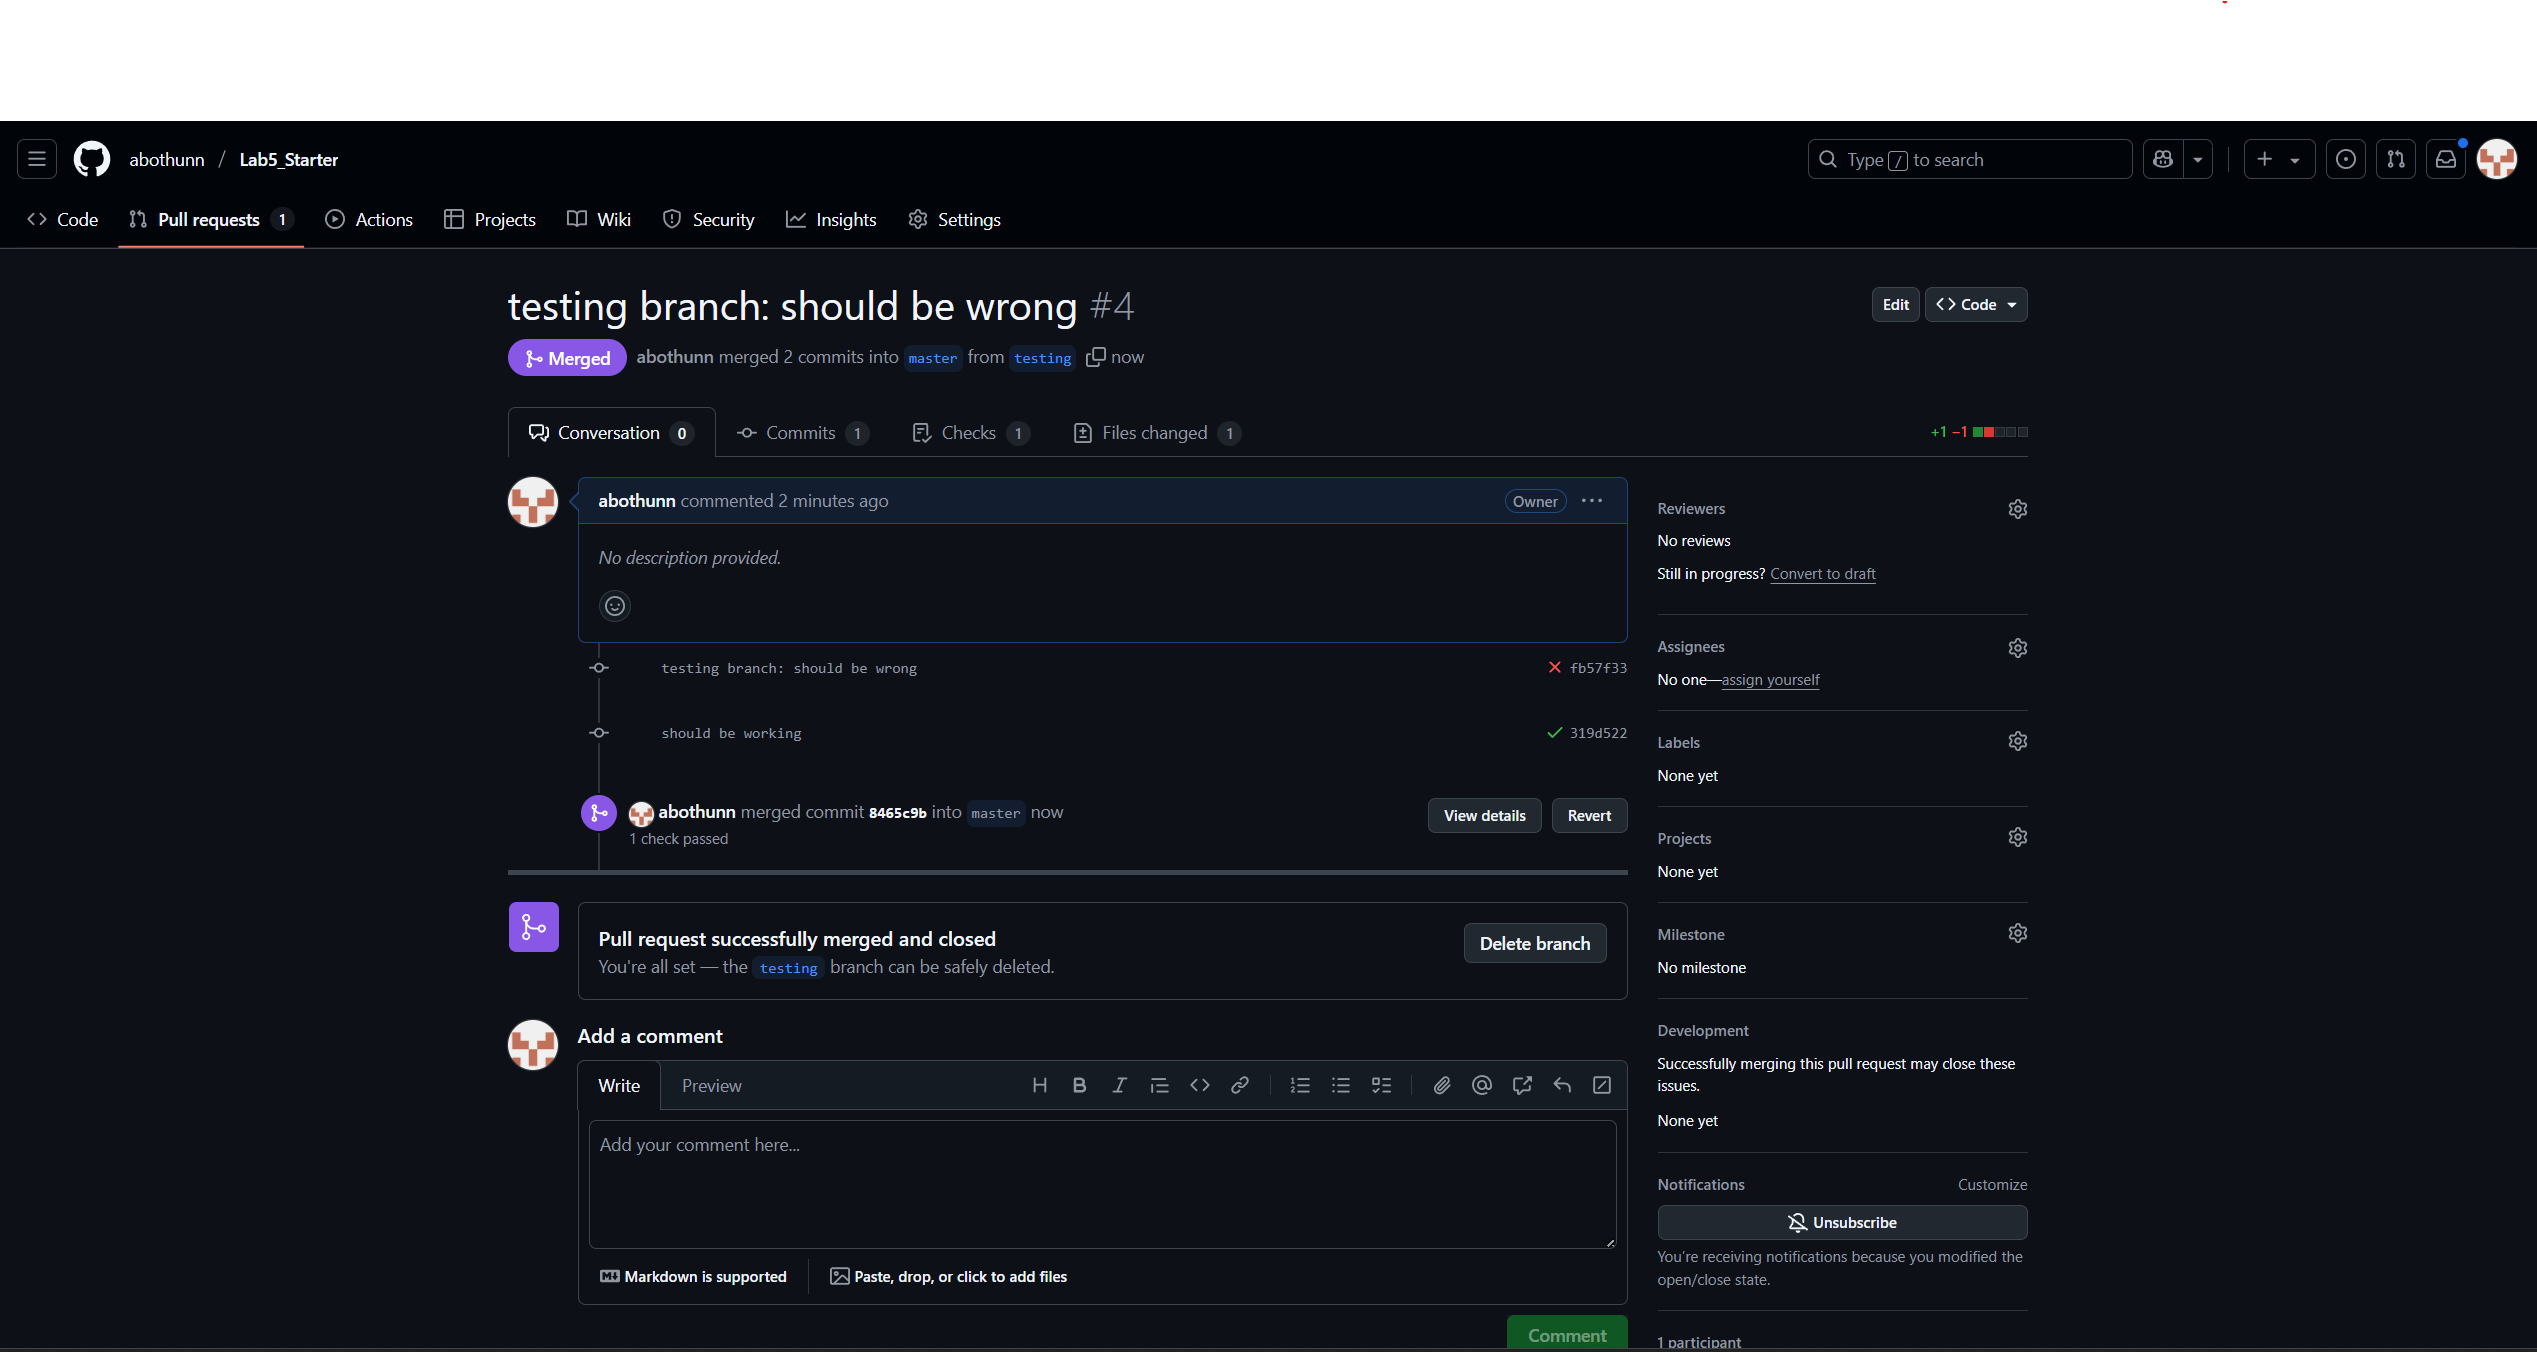 abothunn / Lab5_Starter
Type / to search
Code
Pull requests 1
Actions
Projects
Wiki
Security
Insights
Settings
testing branch: should be wrong #4
Edit
Code
Merged
abothunn merged 2 commits into master from testing now
Conversation 0
Commits 1
Checks 1
Files changed 1
+1 −1
abothunn commented 2 minutes ago
Owner
No description provided.
testing branch: should be wrong
fb57f33
should be working
319d522
abothunn merged commit 8465c9b into master now
1 check passed
View details
Revert
Pull request successfully merged and closed
You're all set — the testing branch can be safely deleted.
Delete branch
Add a comment
Write
Preview
Add your comment here...
Markdown is supported
Paste, drop, or click to add files
Comment
Reviewers
No reviews
Still in progress? Convert to draft
Assignees
No one—assign yourself
Labels
None yet
Projects
None yet
Milestone
No milestone
Development
Successfully merging this pull request may close these
issues.
None yet
Notifications
Customize
Unsubscribe
You're receiving notifications because you modified the
open/close state.
1 participant